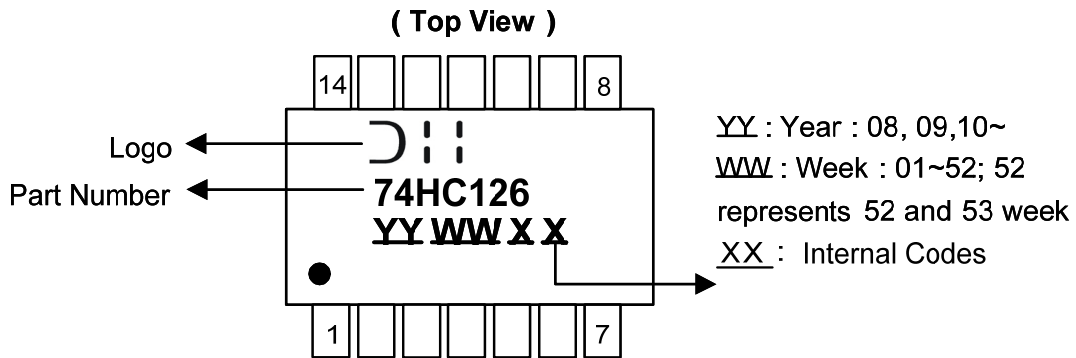 ( Top View )
14 8
Logo
Part Number
74HC126
YY WW X X
1 7
YY : Year : 08, 09,10~
WW : Week : 01~52; 52
represents 52 and 53 week
XX : Internal Codes